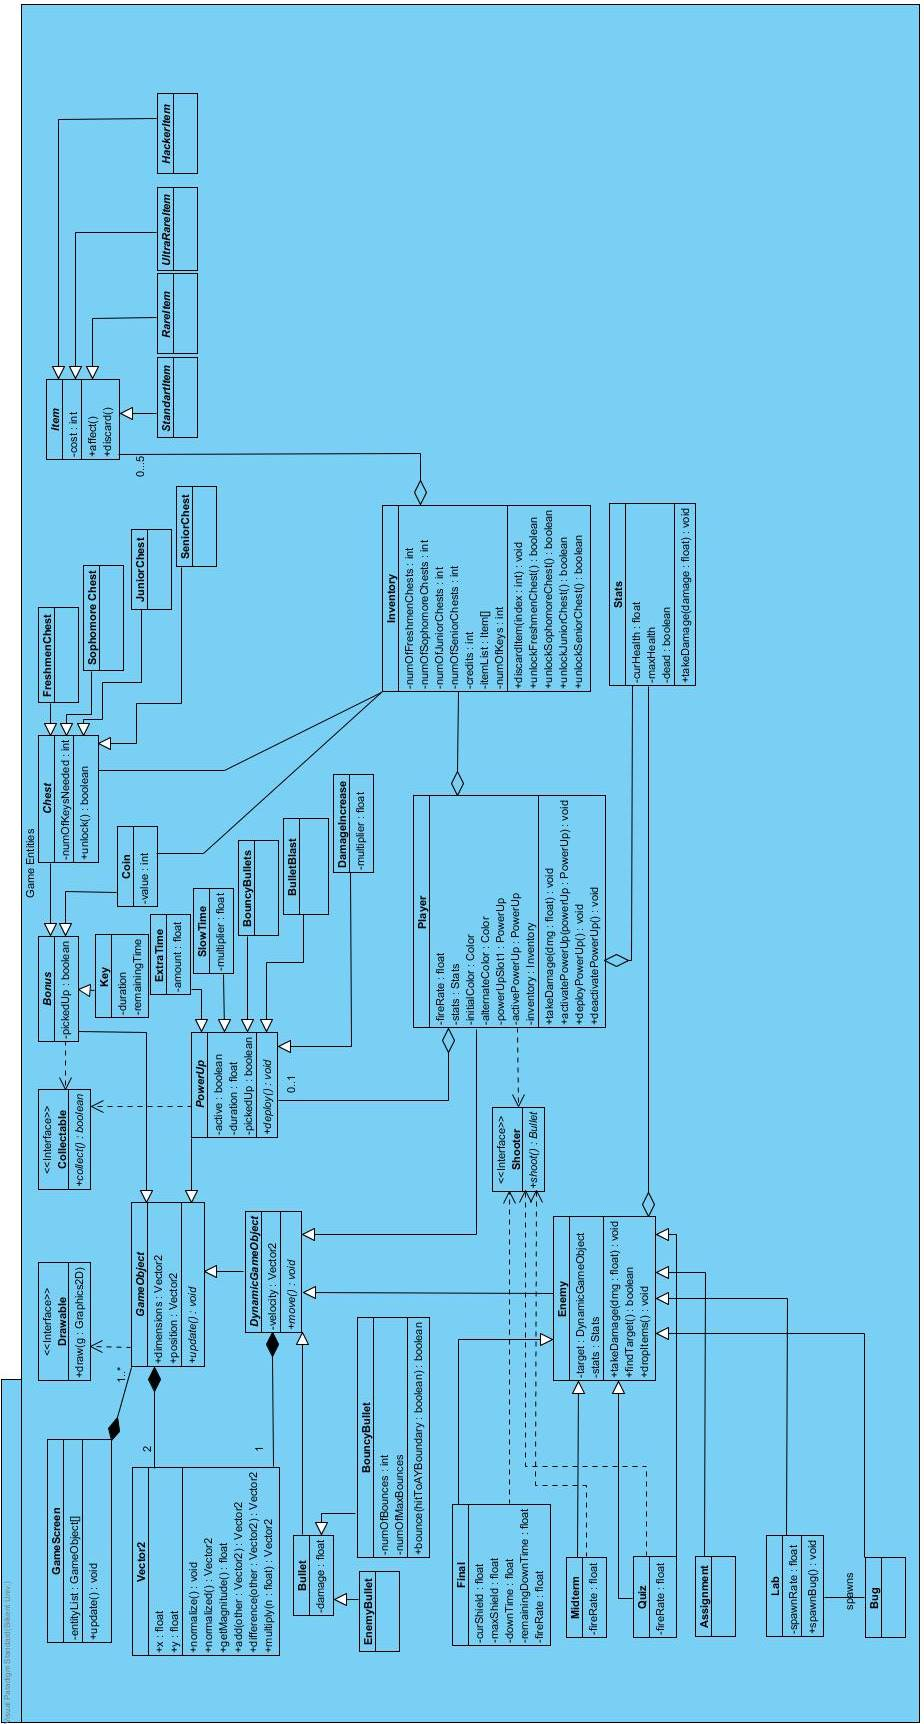 Visual Paradigm Standard(Bilkent Univ.)
Game Entities
GameScreen
-entityList : GameObject[]
+update() : void
1..*
<<Interface>>
Drawable
+draw(g : Graphics2D)
<<Interface>>
Collectable
+collect() : boolean
Bonus
-pickedUp : boolean
Chest
-numOfKeysNeeded : int
+unlock() : boolean
FreshmenChest
Sophomore Chest
JuniorChest
SeniorChest
Item
-cost : int
+affect()
+discard()
0...5
HackerItem
UltraRareItem
RareItem
StandartItem
Key
-duration
-remainingTime
Coin
-value : int
ExtraTime
-amount : float
SlowTime
-multiplier : float
BouncyBullets
BulletBlast
DamageIncrease
-multiplier : float
Vector2
+x : float
+y : float
+normalize() : void
+normalized() : Vector2
+getMagnitude() : float
+add(other : Vector2) : Vector2
+difference(other : Vector2) : Vector2
+multiply(n : float) : Vector2
2
1
GameObject
+dimensions : Vector2
+position : Vector2
+update() : void
DynamicGameObject
-velocity : Vector2
+move() : void
PowerUp
-active : boolean
-duration : float
-pickedUp : boolean
+deploy() : void
0..1
Bullet
-damage : float
EnemyBullet
BouncyBullet
-numOfBounces : int
-numOfMaxBounces
+bounce(hitToAYBoundary : boolean) : boolean
Player
-fireRate : float
-stats : Stats
-initialColor : Color
-alternateColor : Color
-powerUpSlot1 : PowerUp
-activePowerUp : PowerUp
-inventory : Inventory
+takeDamage(dmg : float) : void
+activatePowerUp(powerUp : PowerUp) : void
+deployPowerUp() : void
+deactivatePowerUp() : void
Inventory
-numOfFreshmenChests : int
-numOfSophomoreChests : int
-numOfJuniorChests : int
-numOfSeniorChests : int
-credits : int
-itemList : Item[]
-numOfKeys : int
+discardItem(index : int) : void
+unlockFreshmenChest() : boolean
+unlockSophomoreChest() : boolean
+unlockJuniorChest() : boolean
+unlockSeniorChest() : boolean
Final
-curShield : float
-maxShield : float
-downTime : float
-remainingDownTime : float
-fireRate : float
<<Interface>>
Shooter
+shoot() : Bullet
Enemy
-target : DynamicGameObject
-stats : Stats
+takeDamage(dmg : float) : void
+findTarget() : boolean
+dropItems() : void
Stats
-curHealth : float
-maxHealth
-dead : boolean
+takeDamage(damage : float) : void
Midterm
-fireRate : float
Quiz
-fireRate : float
Assignment
Lab
-spawnRate : float
+spawnBug() : void
spawns
Bug